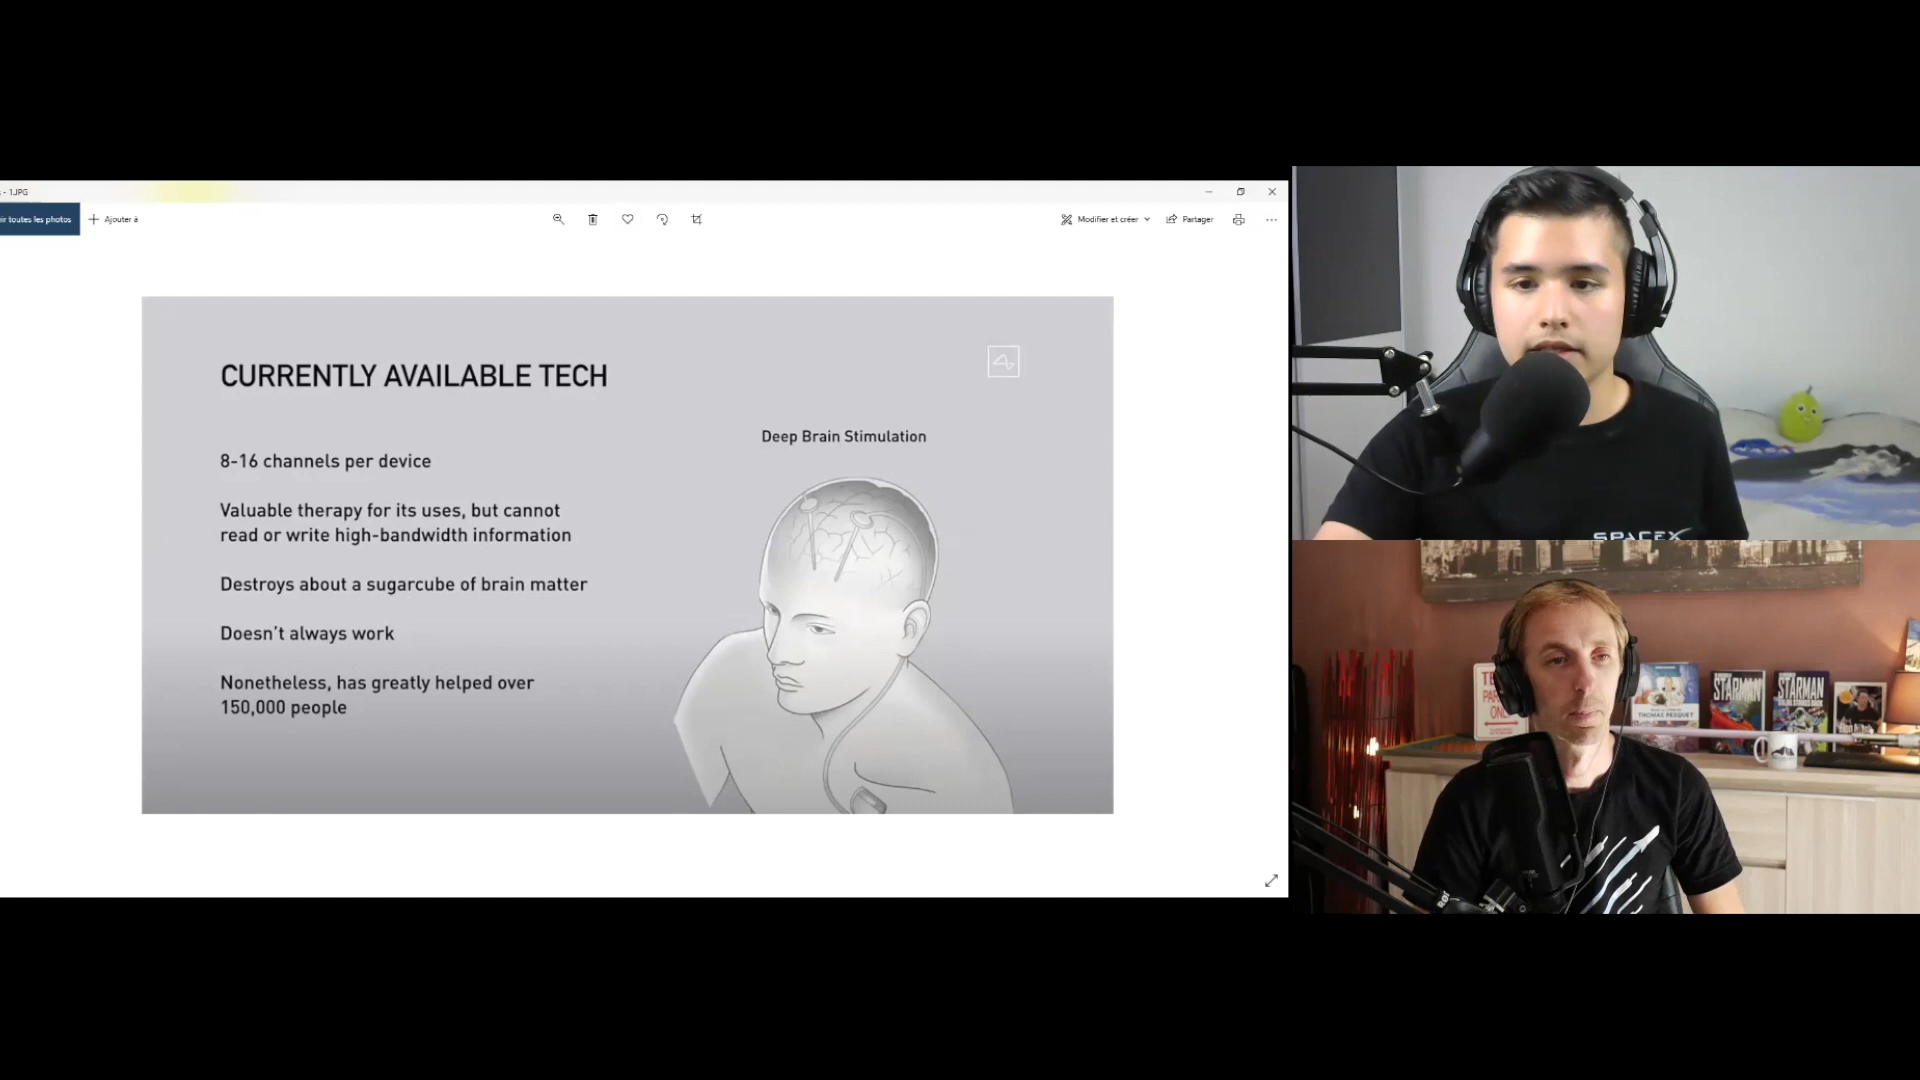 - 1.JPG
ir toutes les photos
Ajouter à
Modifier et créer
Partager
CURRENTLY AVAILABLE TECH
Deep Brain Stimulation
8-16 channels per device
Valuable therapy for its uses, but cannot
read or write high-bandwidth information
Destroys about a sugarcube of brain matter
Doesn't always work
Nonetheless, has greatly helped over
150,000 people
SPACEX
STARMAN
STARMAN
THOMAS PESQUET